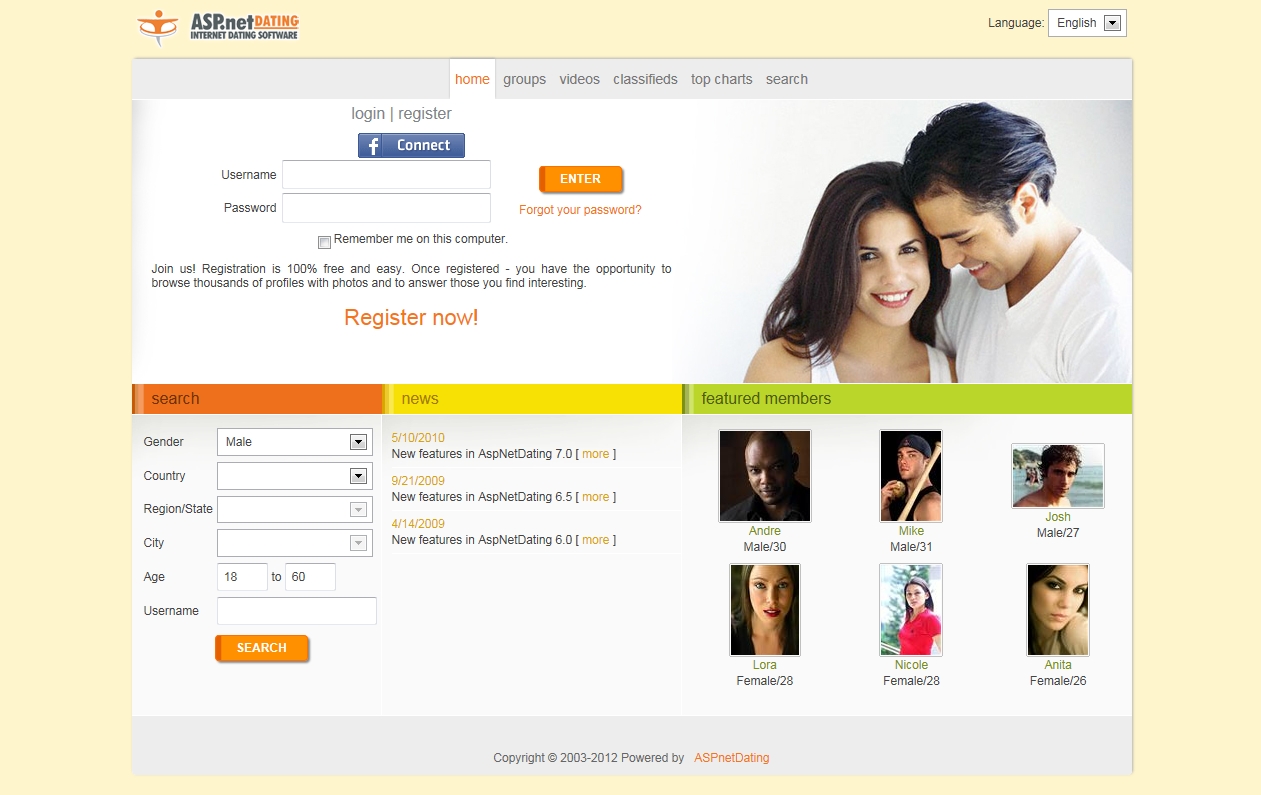 ASP.net DATING
INTERNET DATING SOFTWARE
Language: English
home groups videos classifieds top charts search
login | register
f Connect
Username
ENTER
Password
Forgot your password?
Remember me on this computer.
Join us! Registration is 100% free and easy. Once registered - you have the opportunity to
browse thousands of profiles with photos and to answer those you find interesting.
Register now!
search
Gender Male
Country
Region/State
City
Age 18 to 60
Username
SEARCH
news
5/10/2010
New features in AspNetDating 7.0 [ more ]
9/21/2009
New features in AspNetDating 6.5 [ more ]
4/14/2009
New features in AspNetDating 6.0 [ more ]
featured members
Andre
Male/30
Mike
Male/31
Josh
Male/27
Lora
Female/28
Nicole
Female/28
Anita
Female/26
Copyright © 2003-2012 Powered by ASPnetDating